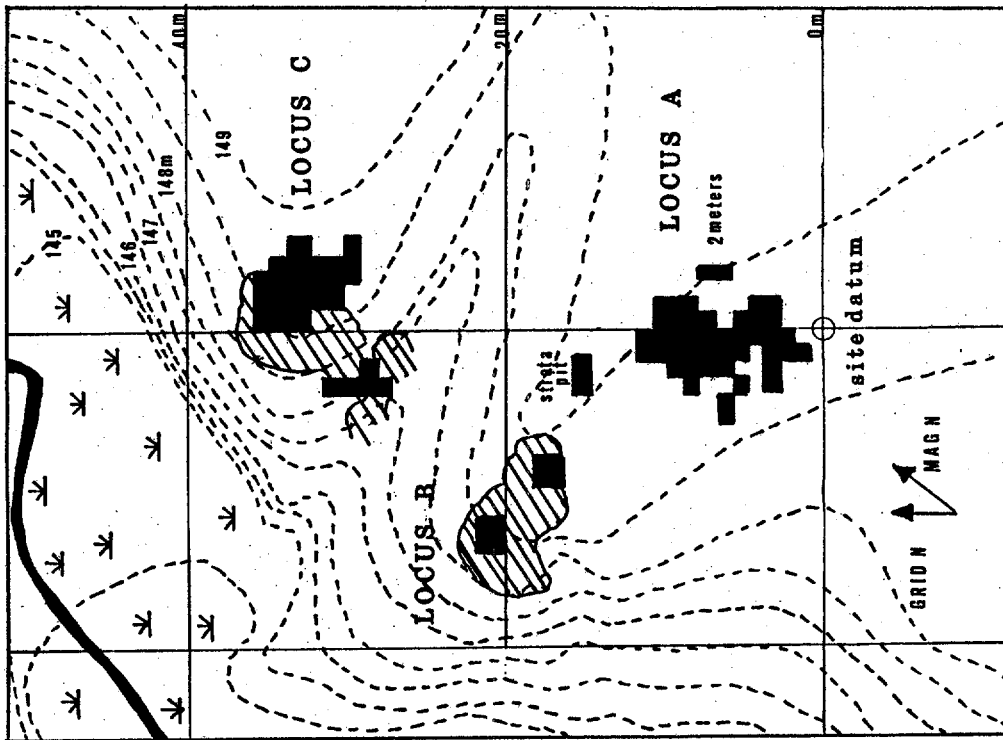 40m
20m
0m
LOCUS C
149
148m
147
146
145
LOCUS A
2 meters
strata
pit
site datum
LOCUS B
MAG N
GRID N